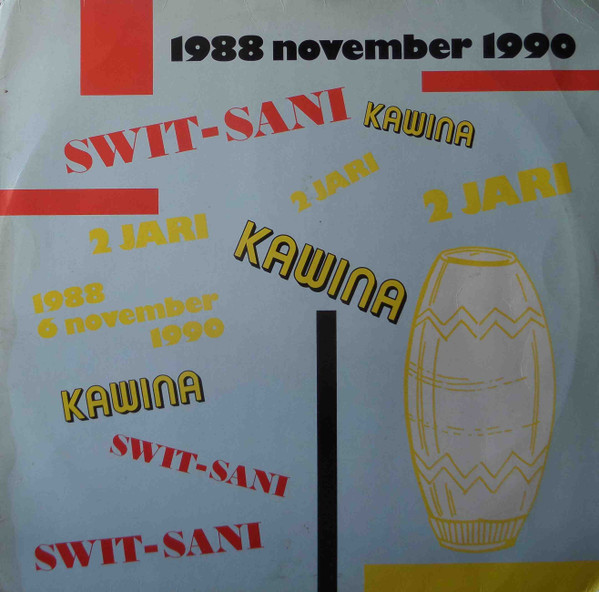 1988 november 1990
SWIT-SANI
KAWINA
2 JARI
2 JARI
2 JARI
KAWINA
1988
6 november
1990
KAWINA
SWIT-SANI
SWIT-SANI